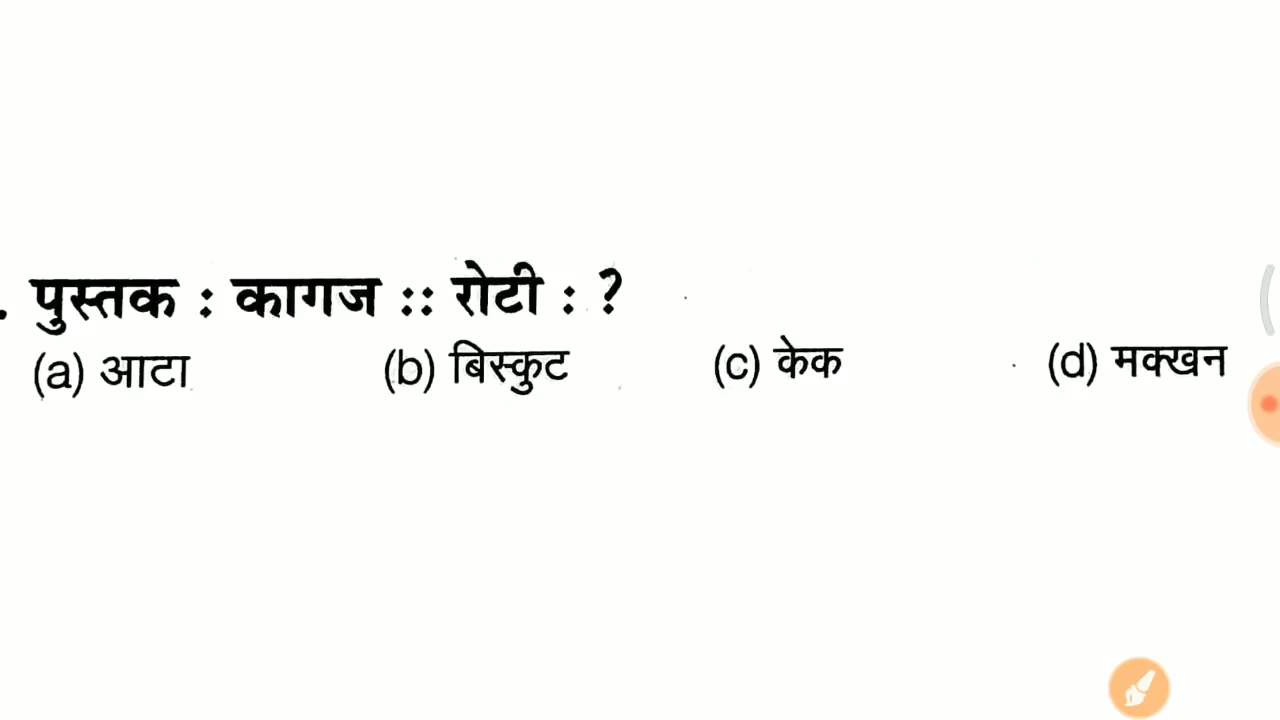 . पुस्तक : कागज :: रोटी : ?
(a) आटा (b) बिस्कुट (c) केक (d) मक्खन